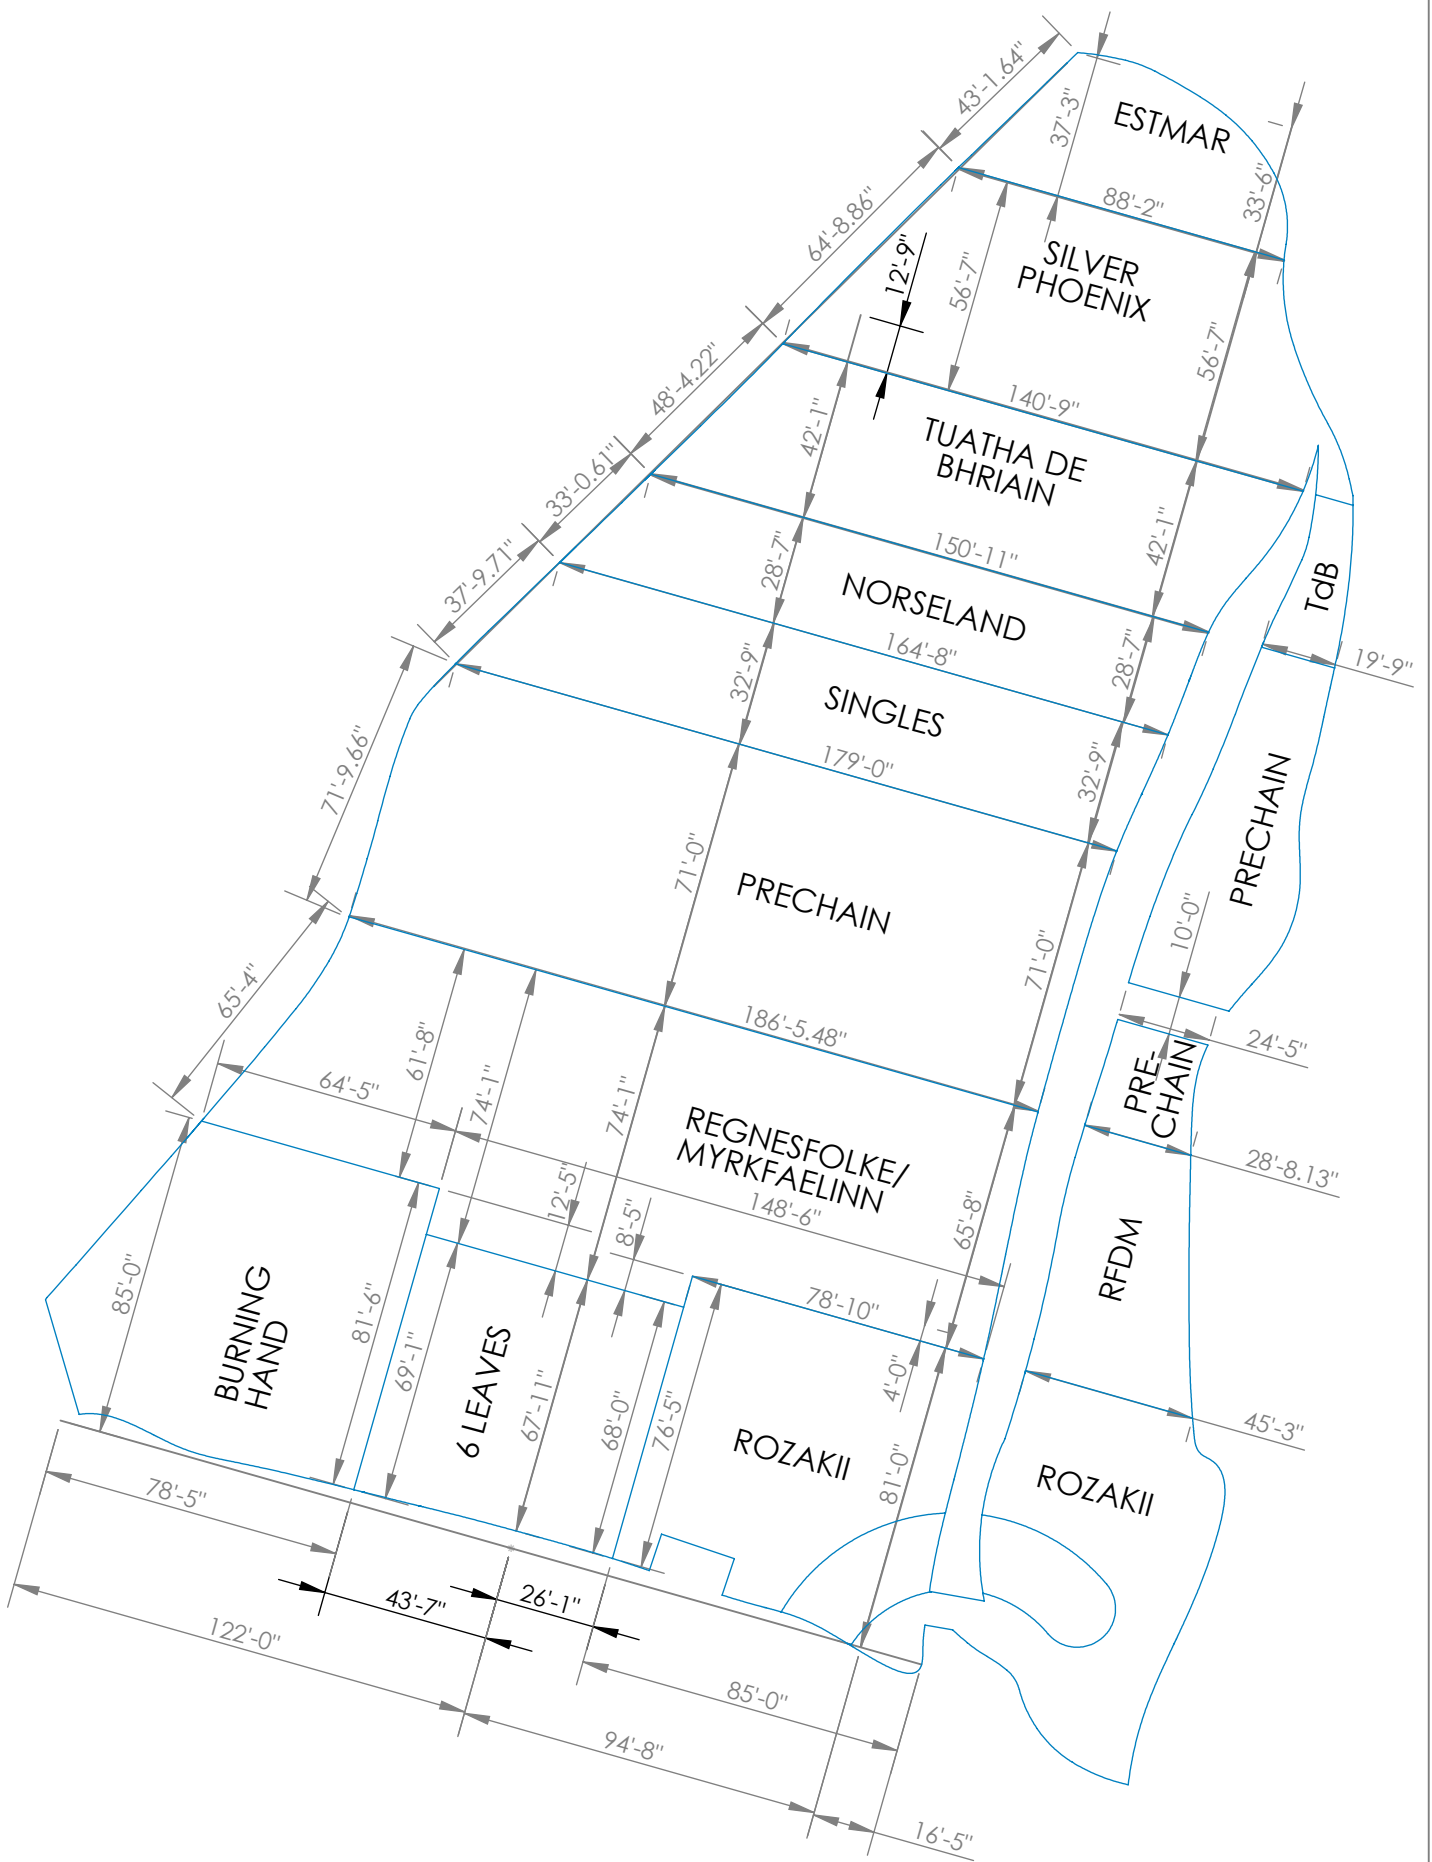 43'-1.64"
37'-3"
ESTMAR
33'-6"
64'-8.86"
88'-2"
12'-9"
56'-7"
SILVER
PHOENIX
56'-7"
48'-4.22"
140'-9"
42'-1"
TUATHA DE
BHRIAIN
33'-0.61"
42'-1"
150'-11"
28'-7"
37'-9.71"
NORSELAND
TdB
164'-8"
28'-7"
19'-9"
32'-9"
SINGLES
71'-9.66"
179'-0"
32'-9"
PRECHAIN
71'-0"
PRECHAIN
10'-0"
71'-0"
65'-4"
186'-5.48"
24'-5"
61'-8"
64'-5"
74'-1"
74'-1"
PRE-
CHAIN
REGNESFOLKE/
MYRKFAELINN
28'-8.13"
12'-5"
148'-6"
8'-5"
65'-8"
RFDM
85'-0"
81'-6"
78'-10"
BURNING
HAND
69'-1"
6 LEAVES
67'-11"
68'-0"
76'-5"
4'-0"
45'-3"
ROZAKII
81'-0"
ROZAKII
78'-5"
43'-7"
26'-1"
122'-0"
85'-0"
94'-8"
16'-5"